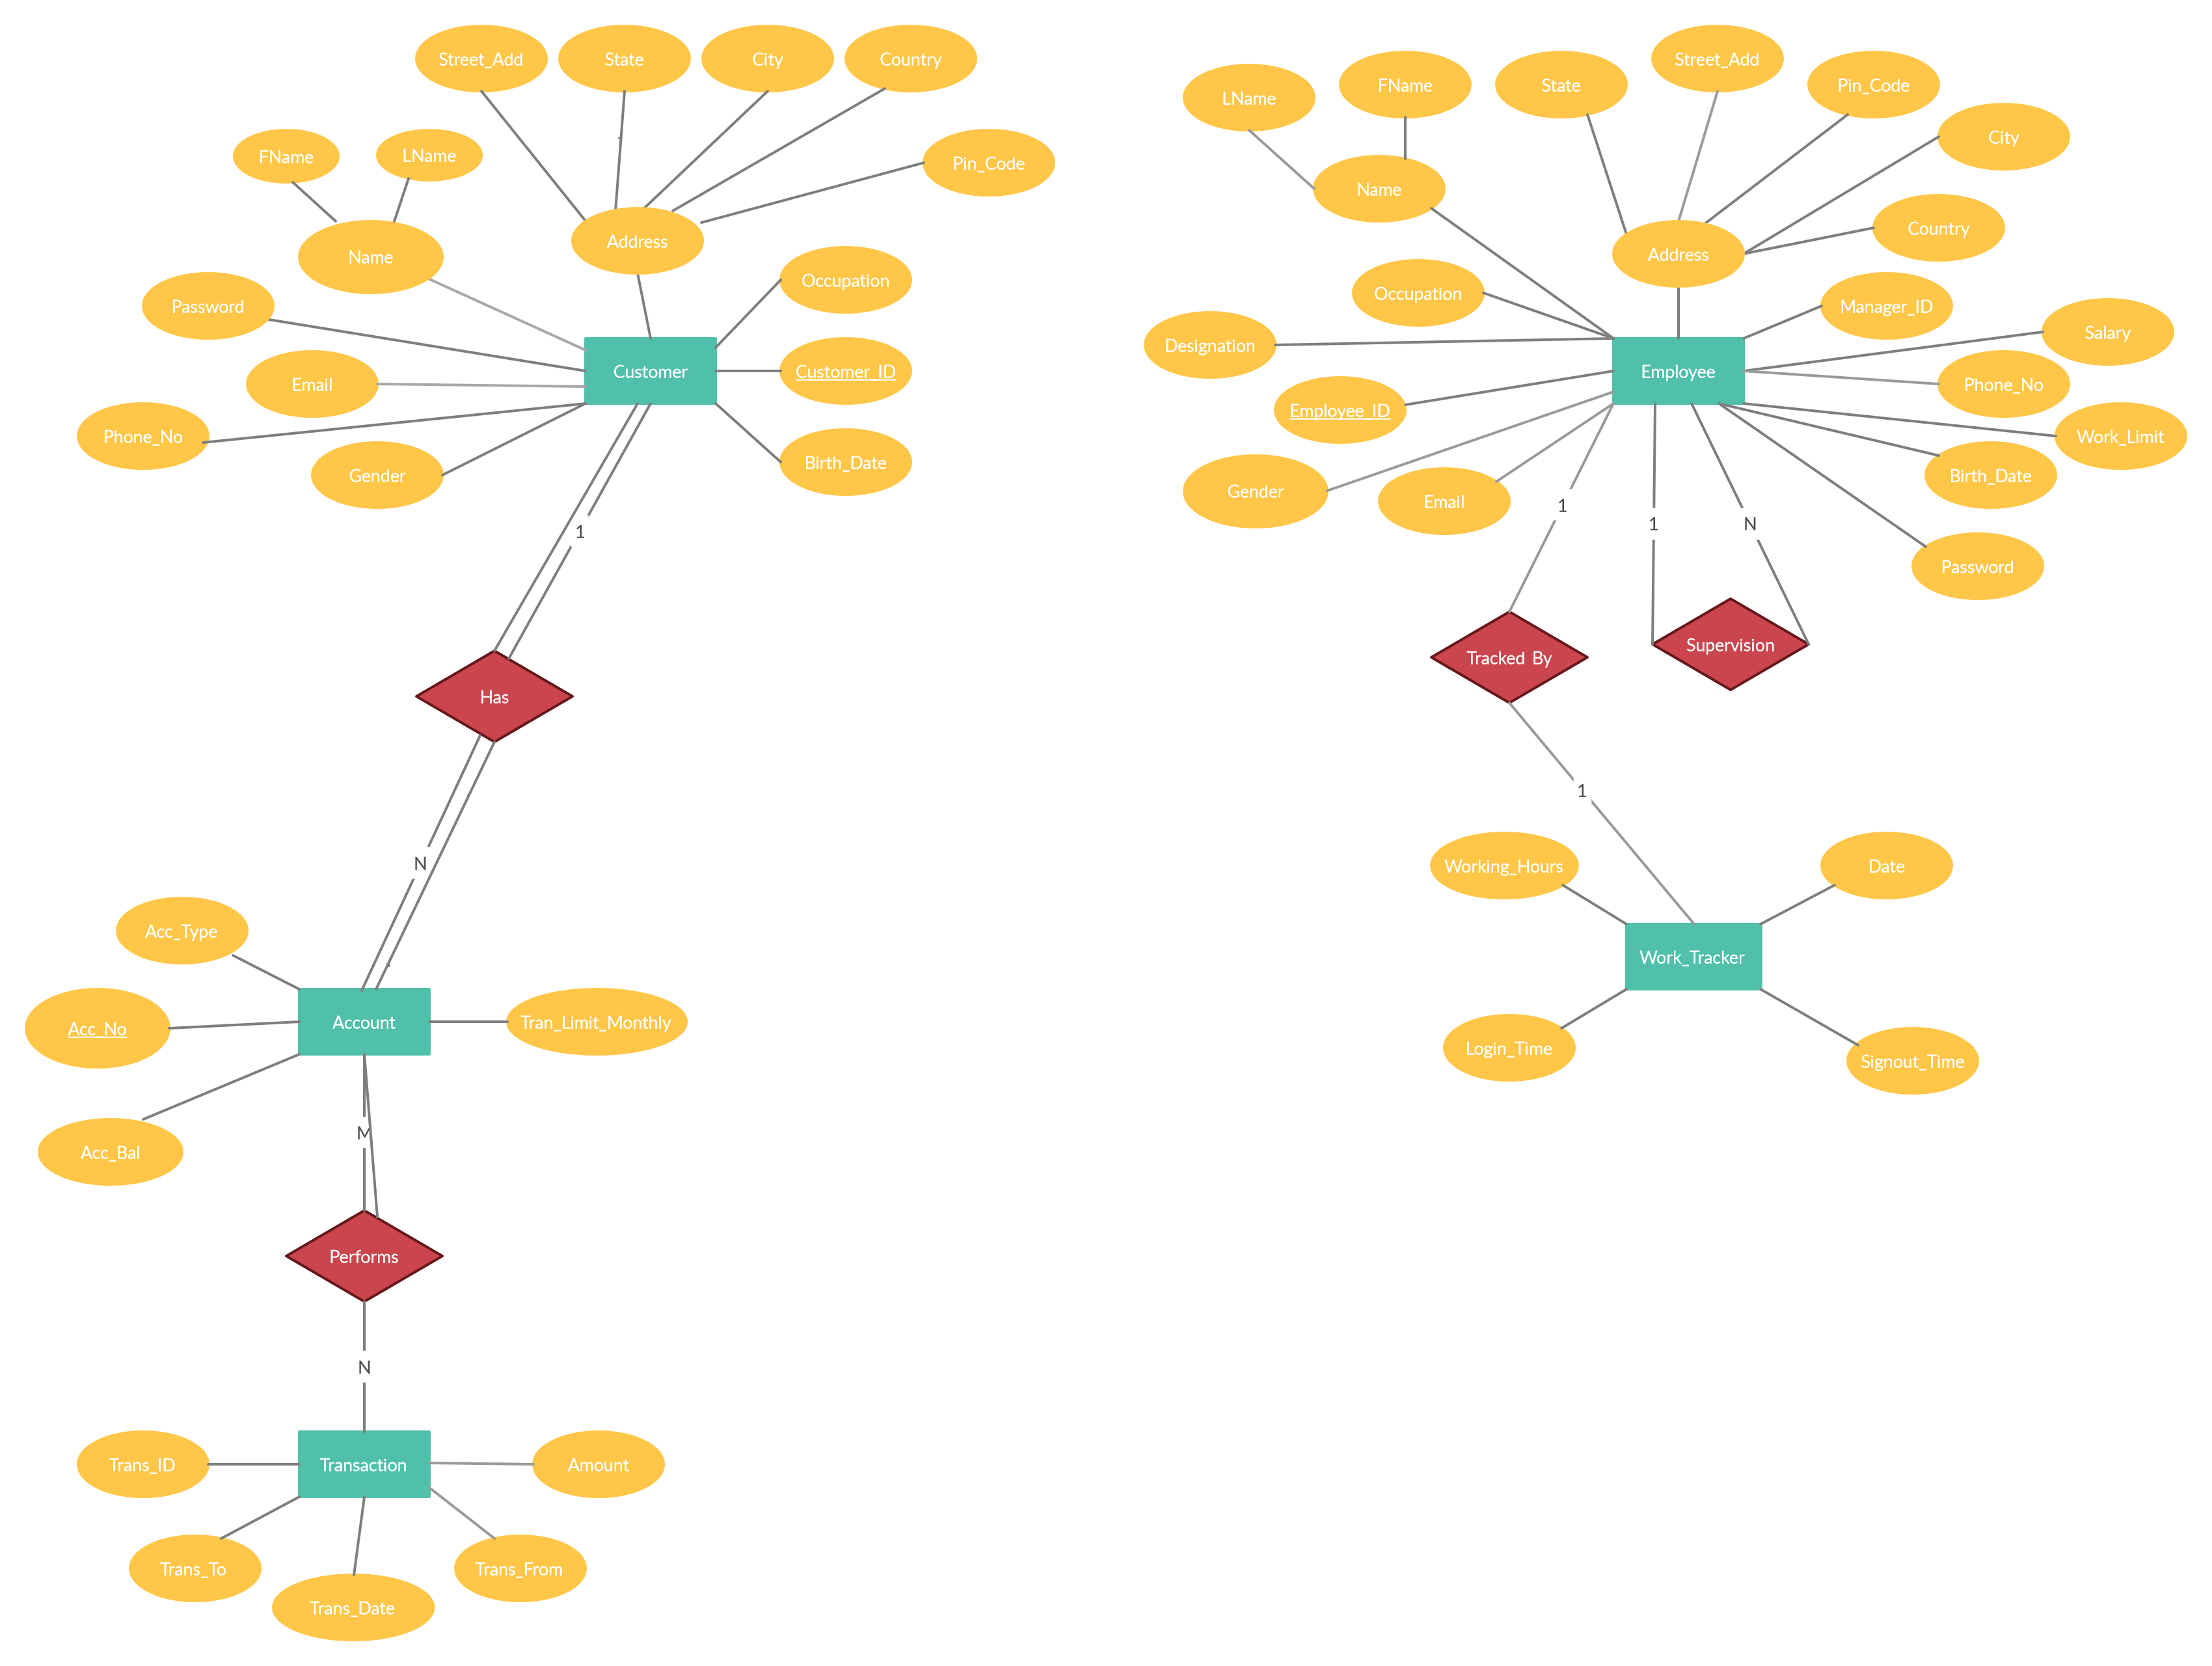 Street_Add
State
City
Country
FName
LName
Pin_Code
Name
Address
Password
Occupation
Email
Customer
Customer_ID
Phone_No
Gender
Birth_Date
1
Has
N
Acc_Type
Acc_No
Account
Tran_Limit_Monthly
M
Acc_Bal
Performs
N
Trans_ID
Transaction
Amount
Trans_To
Trans_From
Trans_Date
LName
FName
State
Street_Add
Pin_Code
City
Name
Country
Address
Occupation
Manager_ID
Designation
Salary
Employee
Phone_No
Employee_ID
Work_Limit
Gender
Email
Birth_Date
1
1
N
Password
Tracked By
Supervision
1
Working_Hours
Date
Work_Tracker
Login_Time
Signout_Time